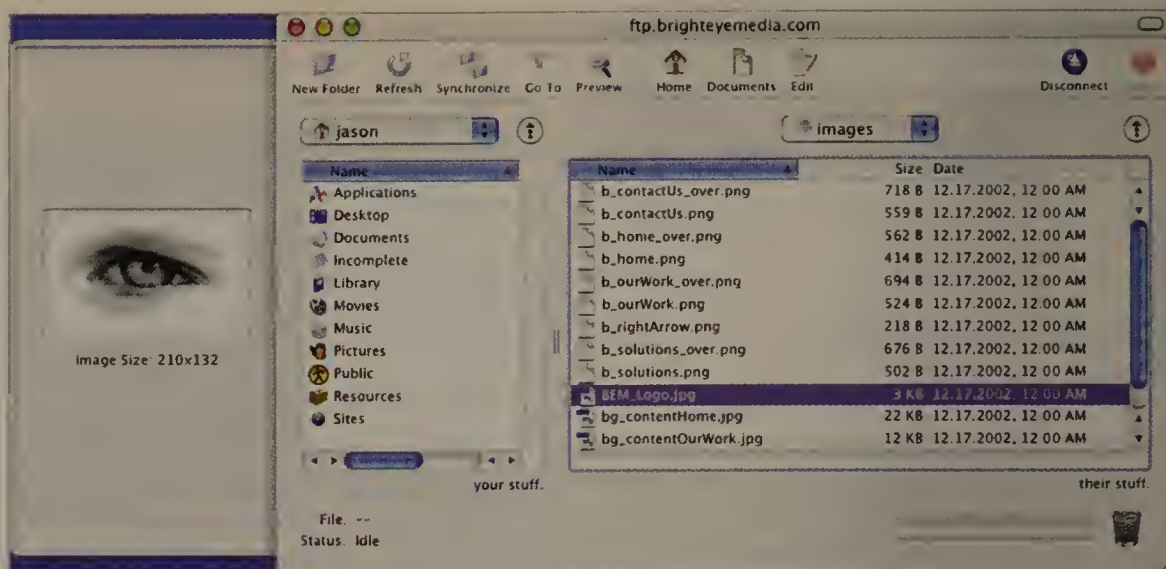 ftp.brighteyemedia.com
New Folder Refresh Synchronize Go To Preview Home Documents Edit Disconnect
jason images
Name
Applications
Desktop
Documents
Incomplete
Library
Movies
Music
Pictures
Public
Resources
Sites
your stuff.
Name Size Date
b_contactUs_over.png 718 B 12.17.2002, 12 00 AM
b_contactUs.png 559 B 12.17.2002, 12 00 AM
b_home_over.png 562 B 12.17.2002, 12.00 AM
b_home.png 414 B 12.17.2002, 12 00 AM
b_ourWork_over.png 694 B 12.17.2002, 12 00 AM
b_ourWork.png 524 B 12.17.2002, 12 00 AM
b_rightArrow.png 218 B 12.17.2002, 12 00 AM
b_solutions_over.png 676 B 12.17.2002, 12 00 AM
b_solutions.png 502 B 12.17.2002, 12 00 AM
BEM_Logo.jpg 3 KB 12.17.2002, 12 00 AM
bg_contentHome.jpg 22 KB 12.17.2002, 12 00 AM
bg_contentOurWork.jpg 12 KB 12.17.2002, 12 00 AM
their stuff.
Image Size: 210x132
File. --
Status. Idle